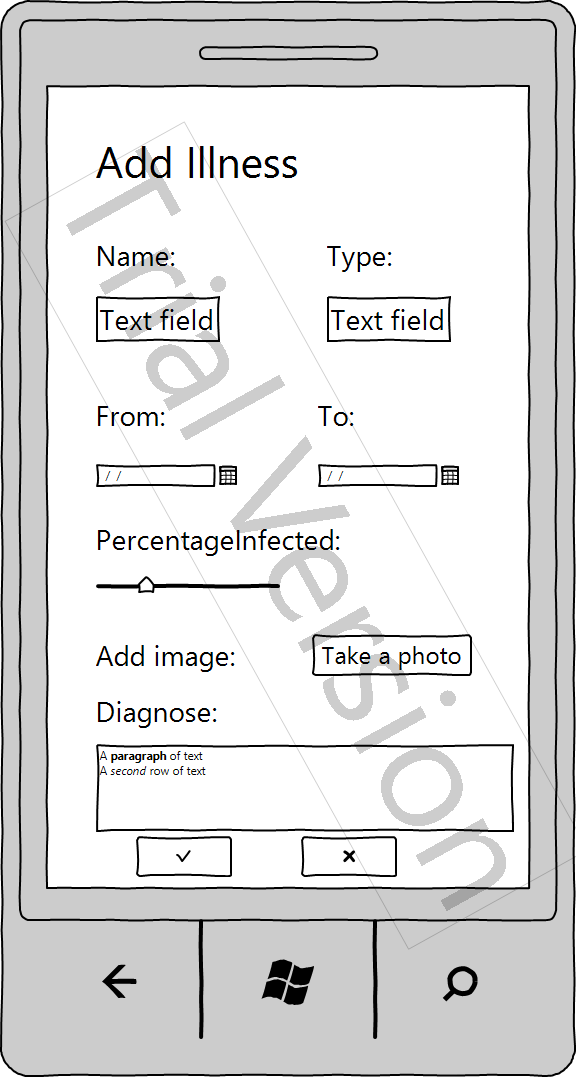 Add Illness
Name: Type:
Text field Text field
From: To:
/ / / /
PercentageInfected:
Add image: Take a photo
Diagnose:
A paragraph of text
A second row of text
Trial Version